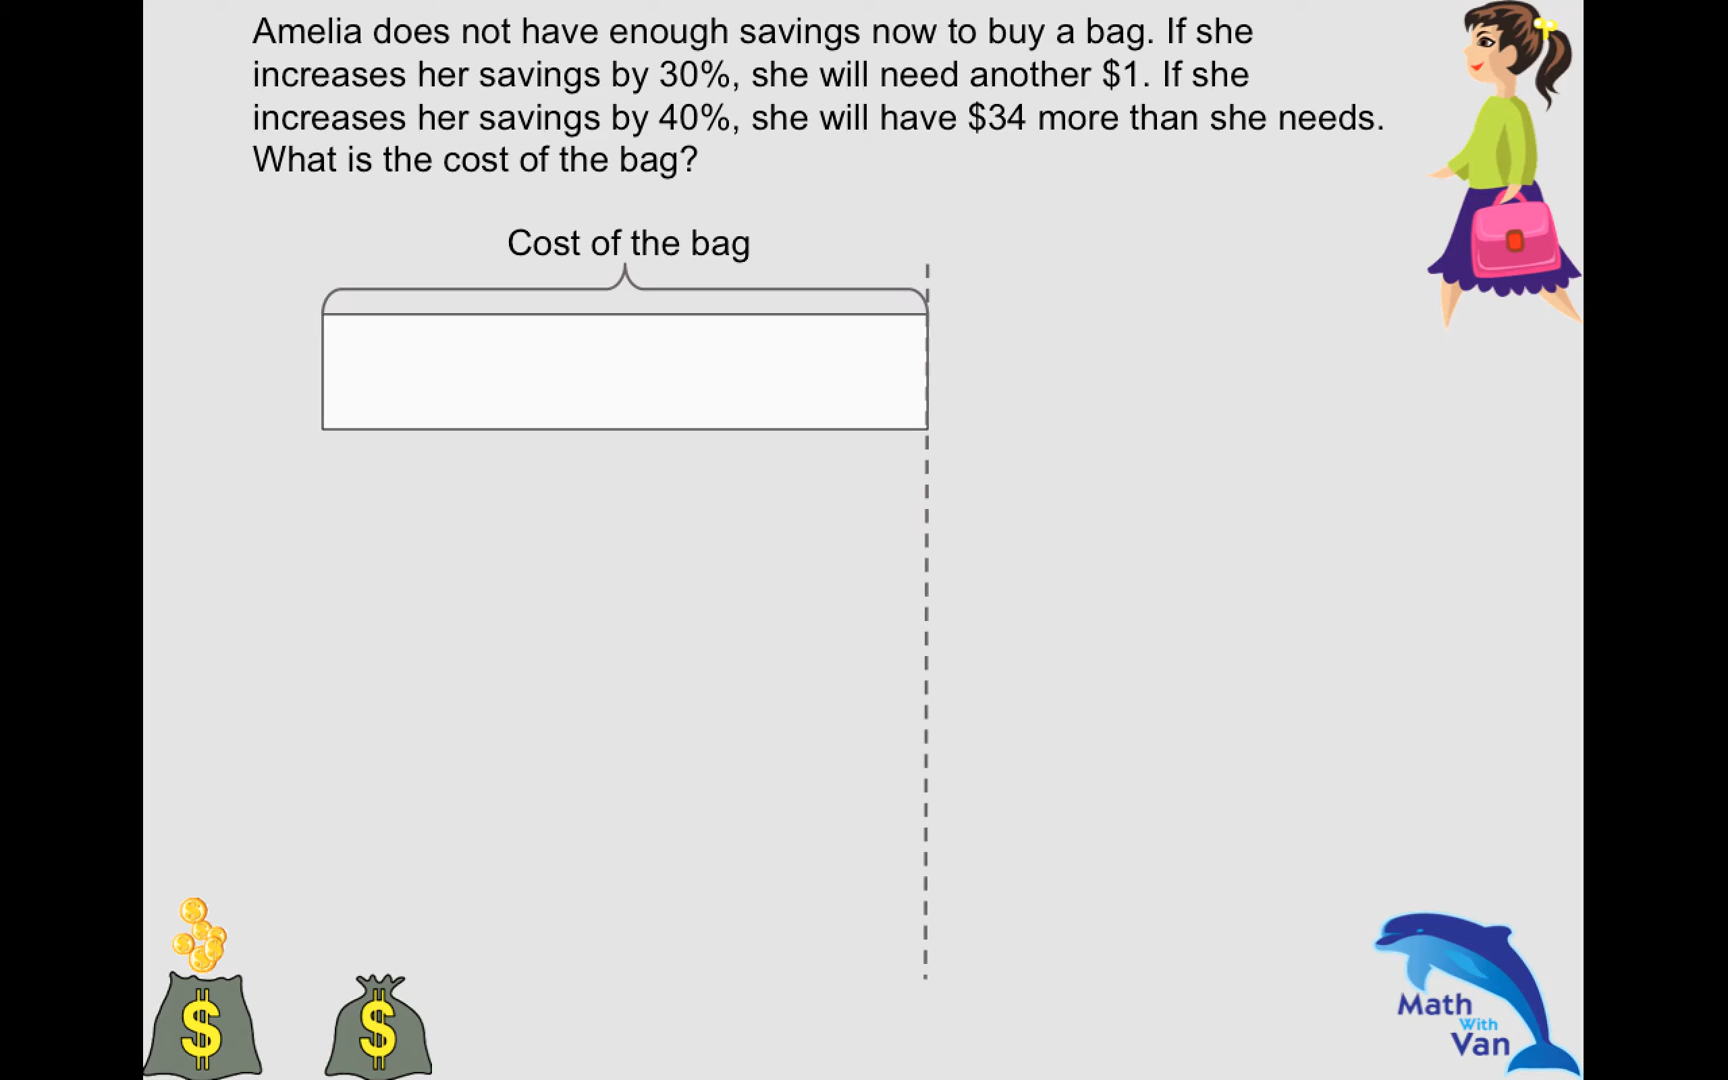 Amelia does not have enough savings now to buy a bag. If she
increases her savings by 30%, she will need another $1. If she
increases her savings by 40%, she will have $34 more than she needs.
What is the cost of the bag?
Cost of the bag
$
$
Math
With
Van